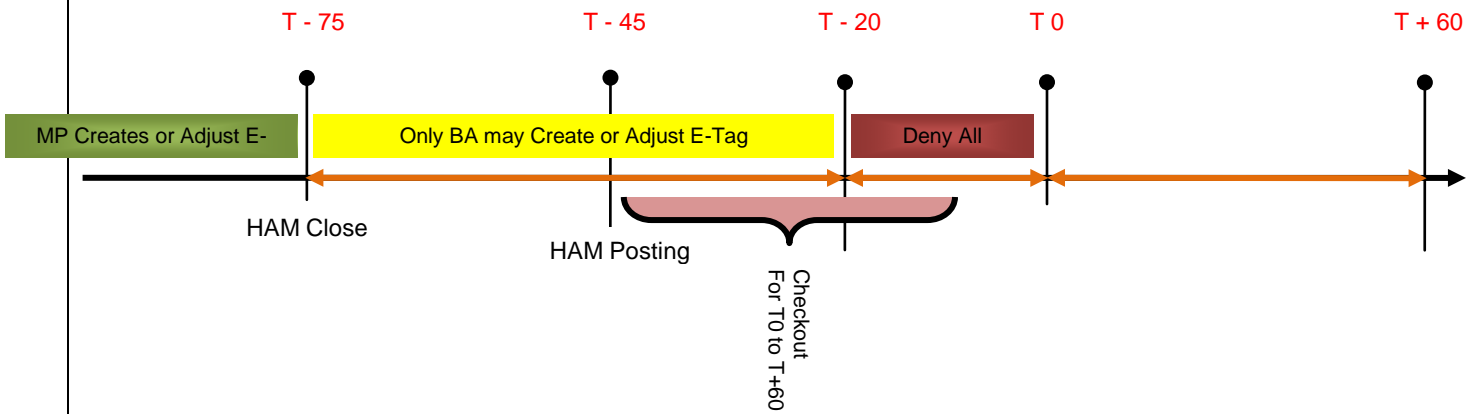 T - 75
T - 45
T - 20
T 0
T + 60
MP Creates or Adjust E-
Only BA may Create or Adjust E-Tag
Deny All
HAM Close
HAM Posting
Checkout
For T0 to T+60